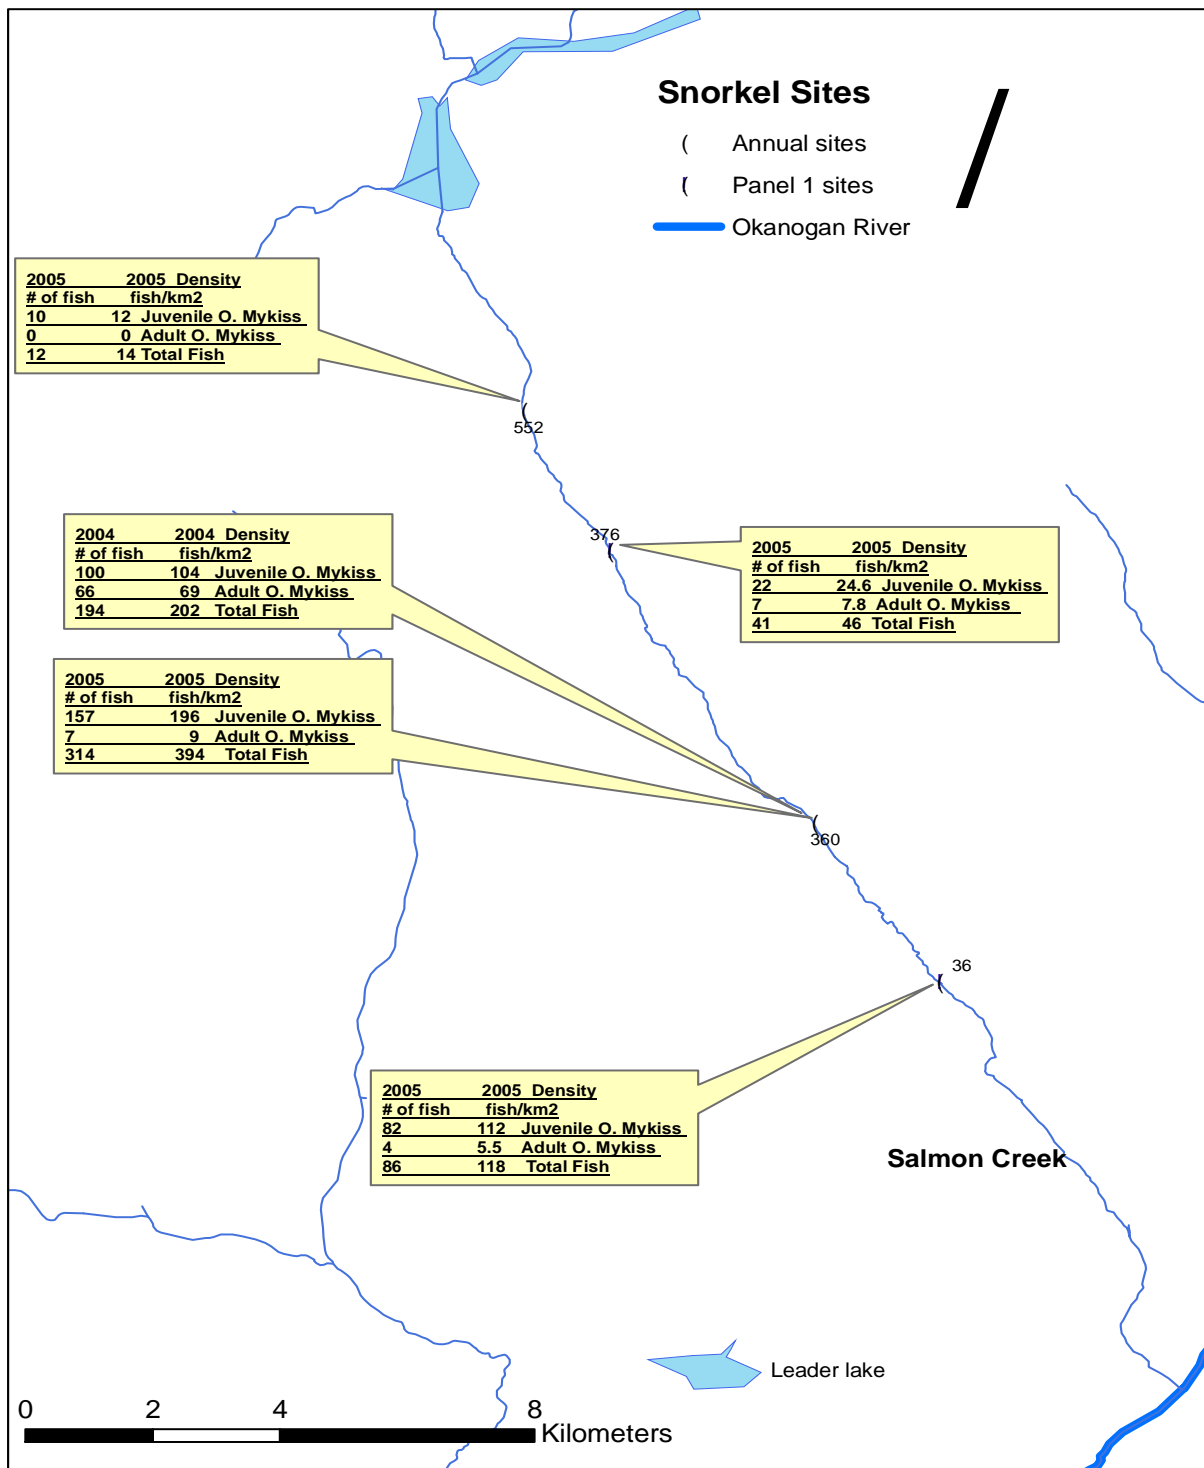 Snorkel Sites
( Annual sites
( Panel 1 sites
Okanogan River
2005 2005 Density
# of fish fish/km2
10 12 Juvenile O. Mykiss
0 0 Adult O. Mykiss
12 14 Total Fish
552
376
2004 2004 Density
# of fish fish/km2
100 104 Juvenile O. Mykiss
66 69 Adult O. Mykiss
194 202 Total Fish
2005 2005 Density
# of fish fish/km2
22 24.6 Juvenile O. Mykiss
7 7.8 Adult O. Mykiss
41 46 Total Fish
2005 2005 Density
# of fish fish/km2
157 196 Juvenile O. Mykiss
7 9 Adult O. Mykiss
314 394 Total Fish
360
36
2005 2005 Density
# of fish fish/km2
82 112 Juvenile O. Mykiss
4 5.5 Adult O. Mykiss
86 118 Total Fish
Salmon Creek
Leader lake
0 2 4 8
Kilometers